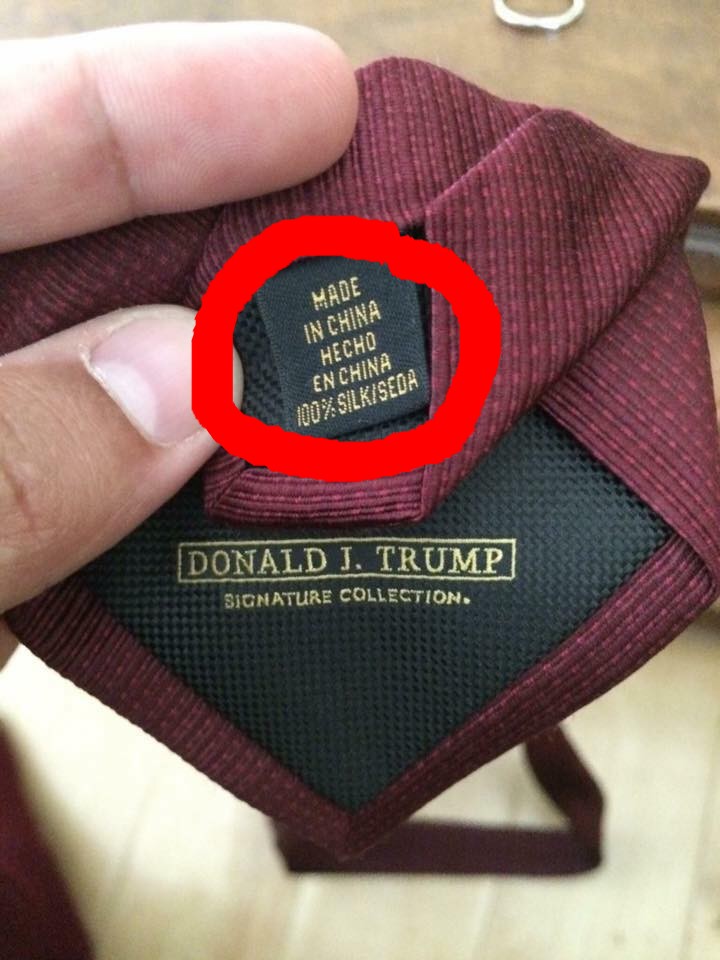 MADE
IN CHINA
HECHO
EN CHINA
100% SILK/SEDA
DONALD J. TRUMP
SIGNATURE COLLECTION.